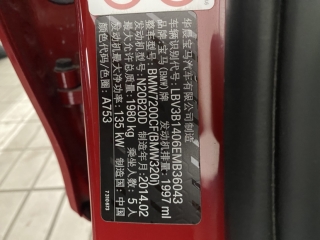 华晨宝马汽车有限公司制造
车辆识别代号: LBV3B1406EMB36043
品牌: 宝马(BMW)牌 发动机排量: 1997 ml
整车型号: BMW7200CF(BMW320i)
发动机型号: N20B20D 制造年月: 2014.02
最大允许总质量: 1980 kg 乘坐人数: 5 人
发动机最大净功率: 135 kW 制造国: 中国
颜色代码/色圈: A753